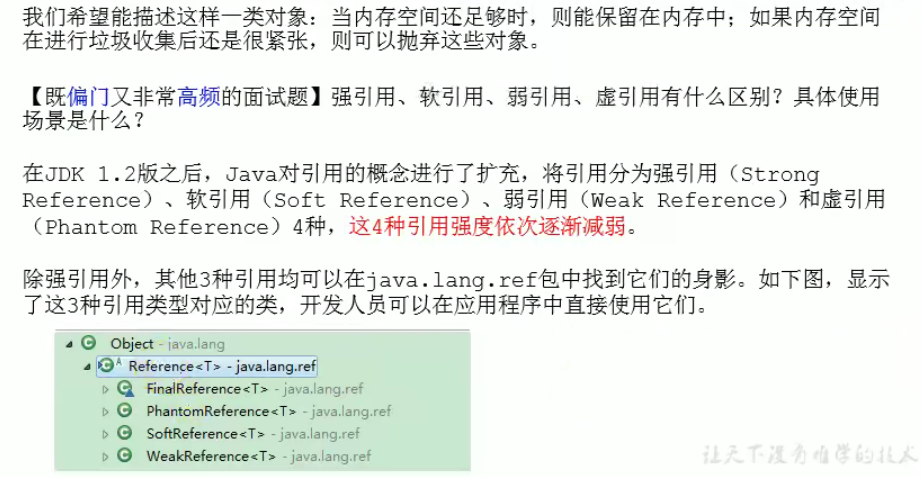 我们希望能描述这样一类对象：当内存空间还足够时，则能保留在内存中；如果内存空间
在进行垃圾收集后还是很紧张，则可以抛弃这些对象。
【既偏门又非常高频的面试题】强引用、软引用、弱引用、虚引用有什么区别？具体使用
场景是什么？
在JDK 1.2版之后，Java对引用的概念进行了扩充，将引用分为强引用（Strong
Reference）、软引用（Soft Reference）、弱引用（Weak Reference）和虚引用
（Phantom Reference）4种，这4种引用强度依次逐渐减弱。
除强引用外，其他3种引用均可以在java.lang.ref包中找到它们的身影。如下图，显示
了这3种引用类型对应的类，开发人员可以在应用程序中直接使用它们。
Object - java.lang
Reference<T> - java.lang.ref
FinalReference<T> - java.lang.ref
PhantomReference<T> - java.lang.ref
SoftReference<T> - java.lang.ref
WeakReference<T> - java.lang.ref
让天下没有难学的技术